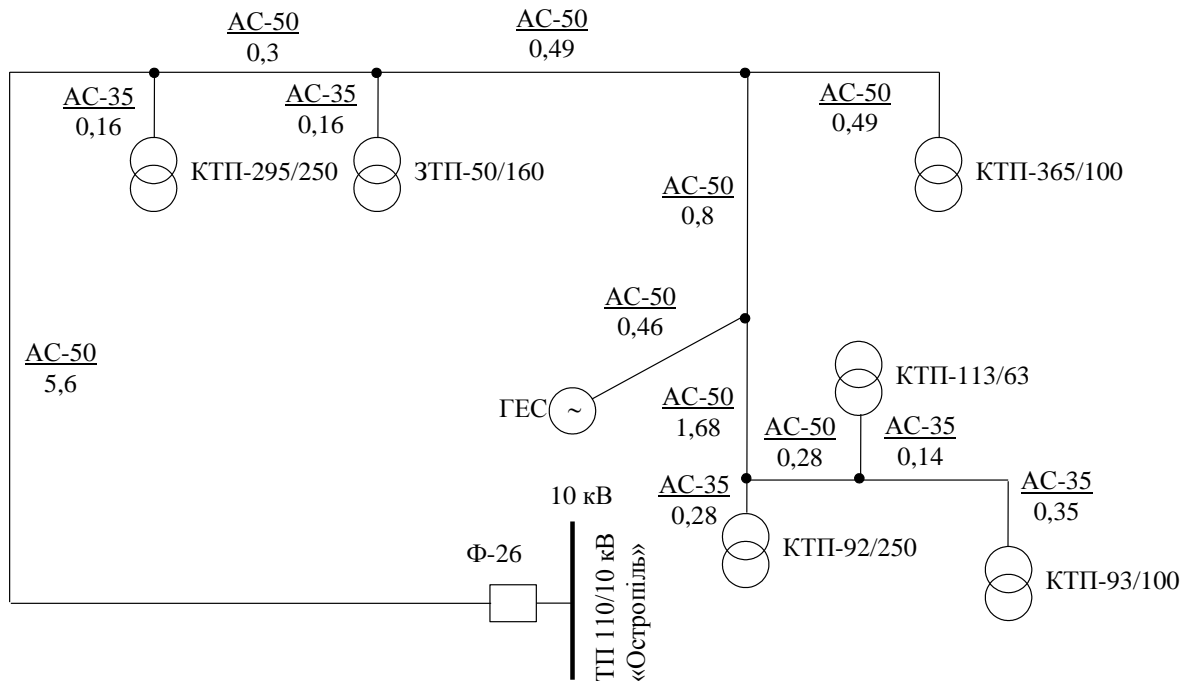 АС-50
0,3
АС-50
0,49
АС-35
0,16
КТП-295/250
АС-35
0,16
ЗТП-50/160
АС-50
0,49
КТП-365/100
АС-50
0,8
АС-50
0,46
АС-50
5,6
ГЕС
~
АС-50
1,68
КТП-113/63
АС-50
0,28
АС-35
0,14
АС-35
0,28
КТП-92/250
АС-35
0,35
КТП-93/100
10 кВ
Ф-26
ТП 110/10 кВ
«Остропіль»